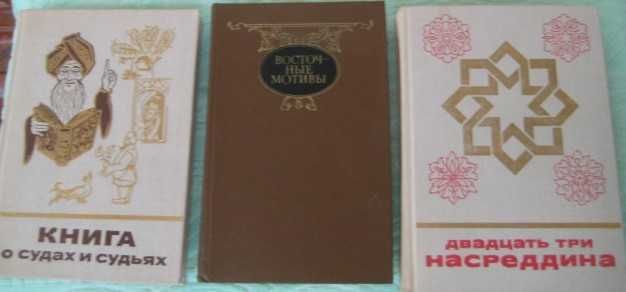 КНИГА
О СУДАХ И СУДЬЯХ
ВОСТОЧ-
НЫЕ
МОТИВЫ
ДВАДЦАТЬ ТРИ
НАСРЕДДИНА